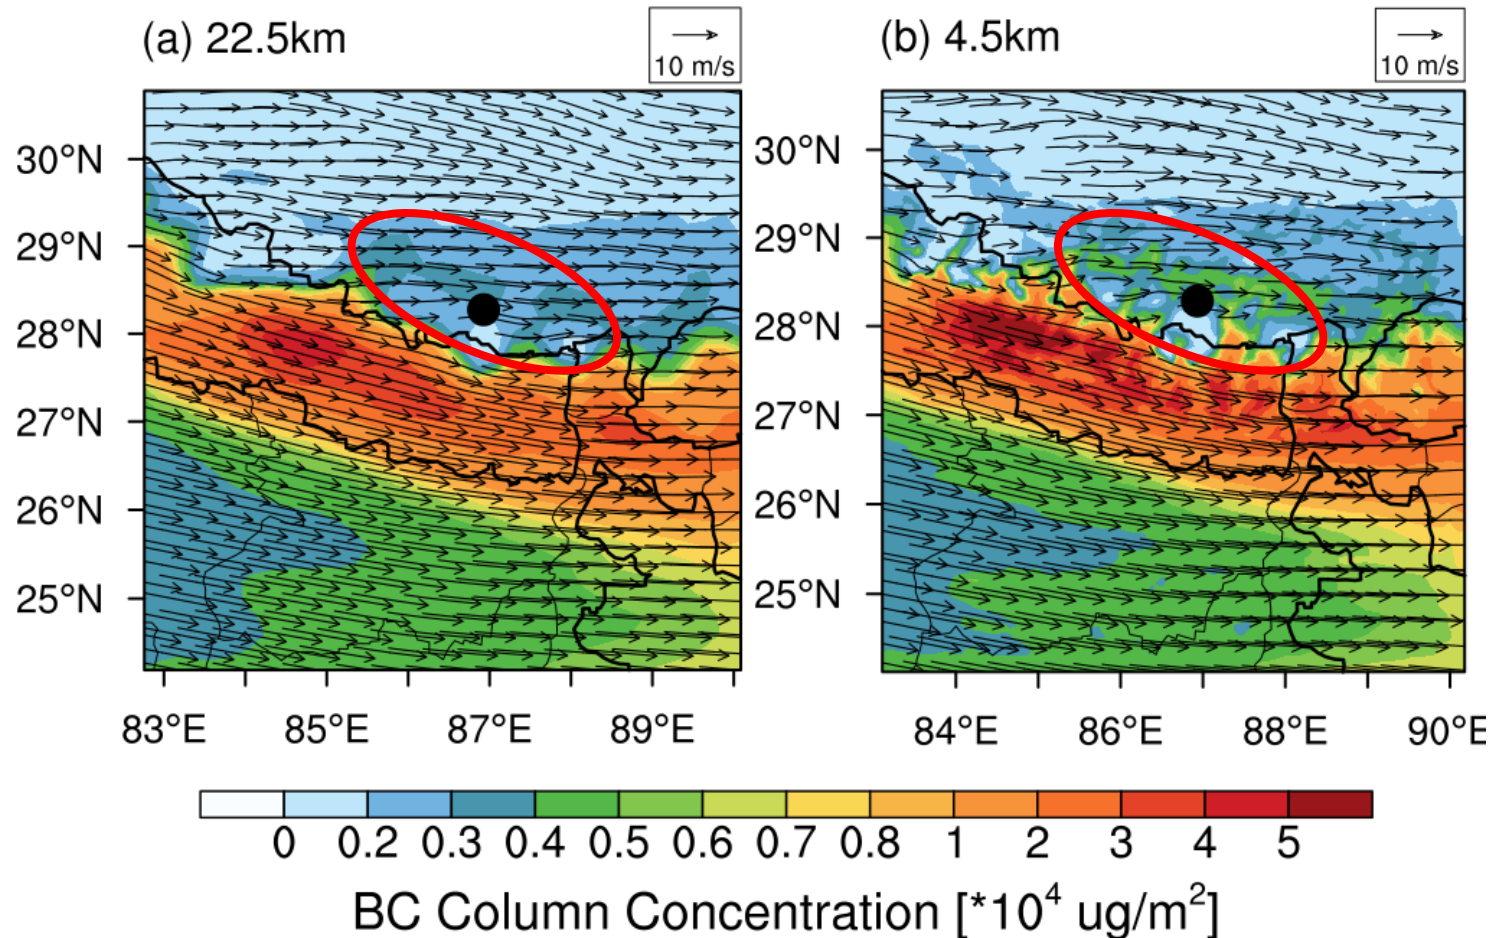 (a) 22.5km
10 m/s
(b) 4.5km
10 m/s
30°N
29°N
28°N
27°N
26°N
25°N
83°E 85°E 87°E 89°E
30°N
29°N
28°N
27°N
26°N
25°N
84°E 86°E 88°E 90°E
0 0.2 0.3 0.4 0.5 0.6 0.7 0.8 1 2 3 4 5
BC Column Concentration [*10⁴ ug/m²]